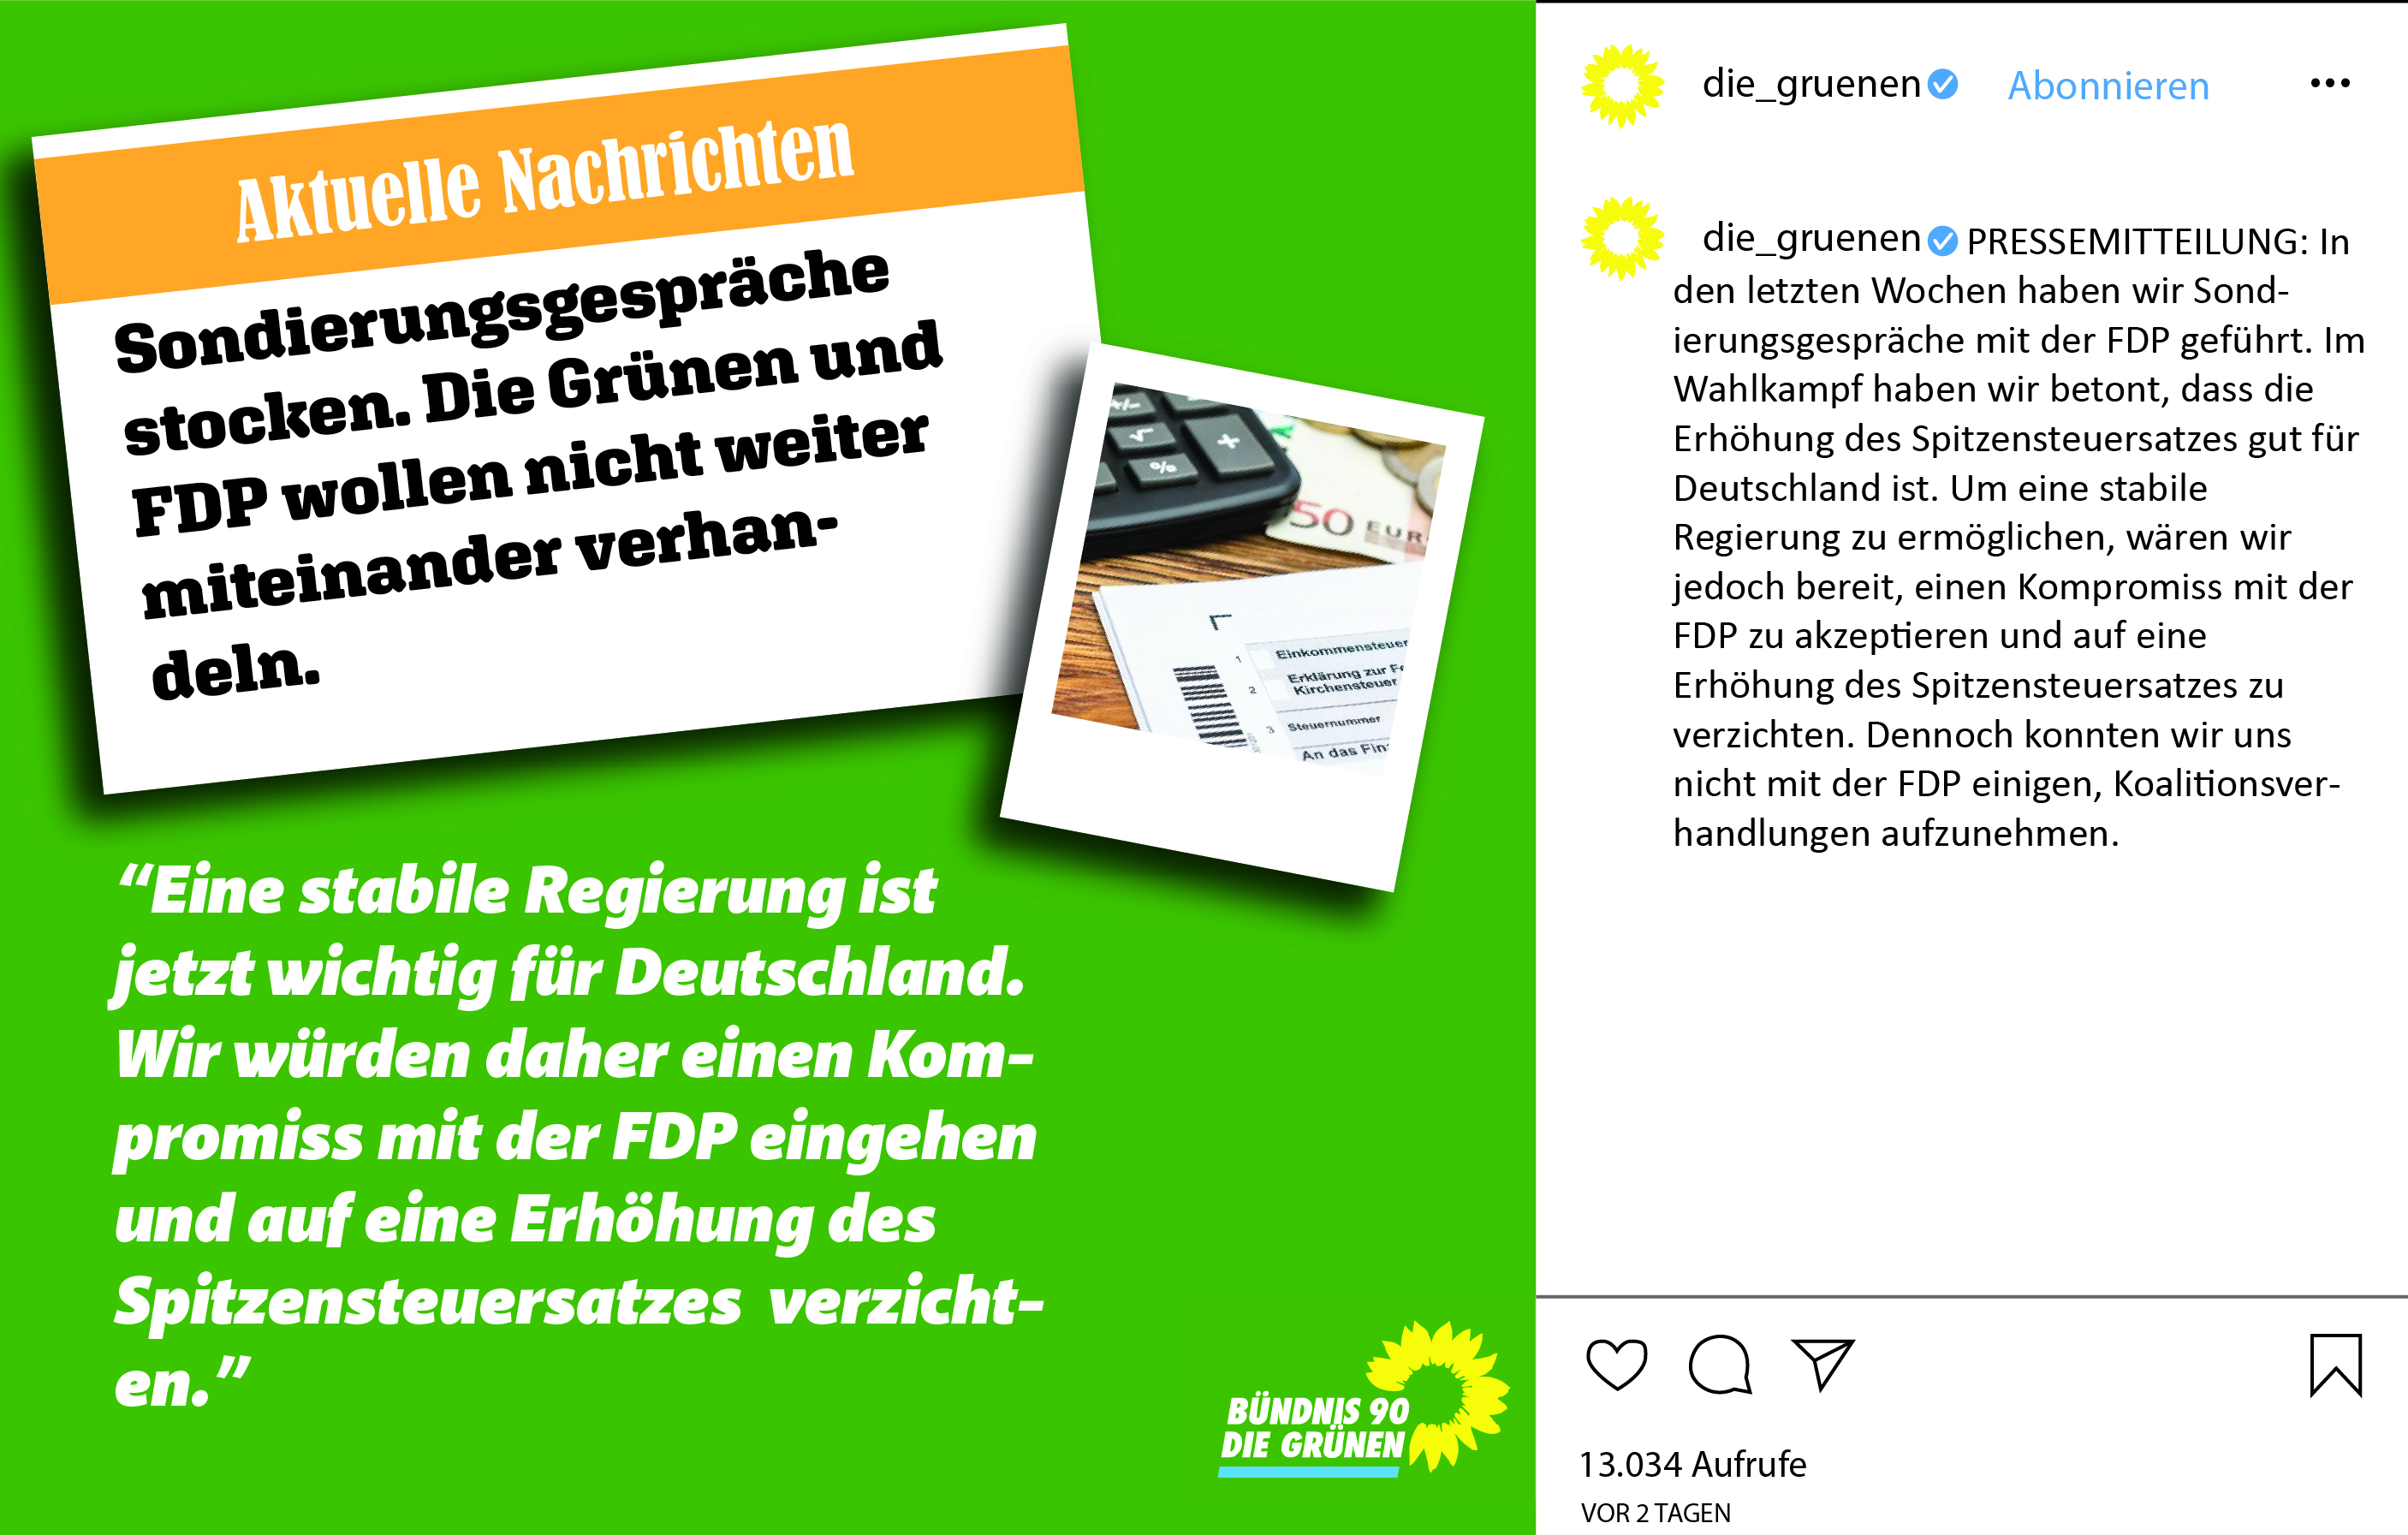 Aktuelle Nachrichten
Sondierungsgespräche
stocken. Die Grünen und
FDP wollen nicht weiter
miteinander verhan-
deln.
+/-
√
+
%
50 EUR
1 Einkommensteuer
Erklärung zur Fe
2 Kirchensteuer
3 Steuernummer
An das Fin
“Eine stabile Regierung ist
jetzt wichtig für Deutschland.
Wir würden daher einen Kom-
promiss mit der FDP eingehen
und auf eine Erhöhung des
Spitzensteuersatzes verzicht-
en.”
BÜNDNIS 90
DIE GRÜNEN
die_gruenen Abonnieren
die_gruenen PRESSEMITTEILUNG: In
den letzten Wochen haben wir Sond-
ierungsgespräche mit der FDP geführt. Im
Wahlkampf haben wir betont, dass die
Erhöhung des Spitzensteuersatzes gut für
Deutschland ist. Um eine stabile
Regierung zu ermöglichen, wären wir
jedoch bereit, einen Kompromiss mit der
FDP zu akzeptieren und auf eine
Erhöhung des Spitzensteuersatzes zu
verzichten. Dennoch konnten wir uns
nicht mit der FDP einigen, Koalitionsver-
handlungen aufzunehmen.
13.034 Aufrufe
VOR 2 TAGEN